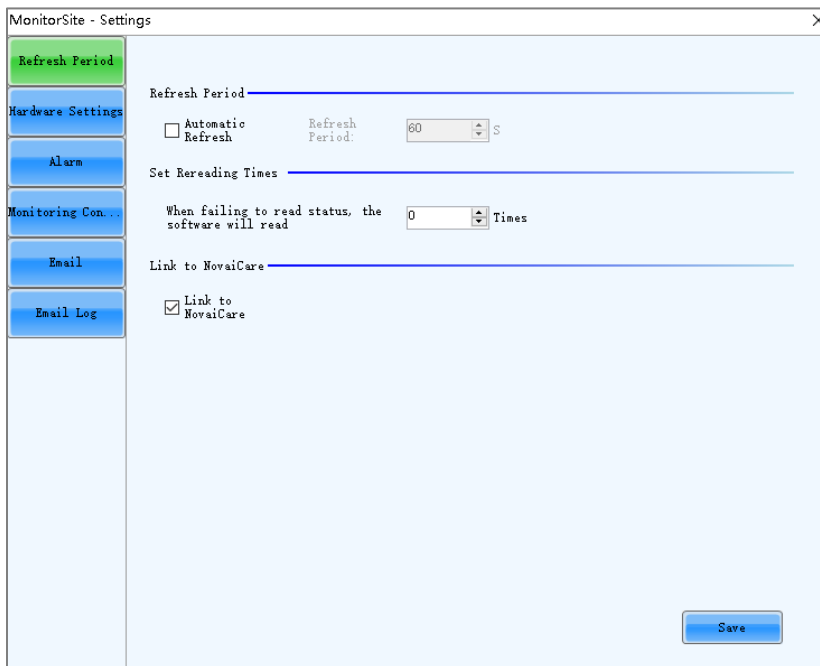 MonitorSite - Settings
Refresh Period
Hardware Settings
Alarm
Monitoring Con...
Email
Email Log
Refresh Period
Automatic
Refresh
Refresh
Period:
60
S
Set Rereading Times
When failing to read status, the
software will read
0
Times
Link to NovaiCare
Link to
NovaiCare
Save